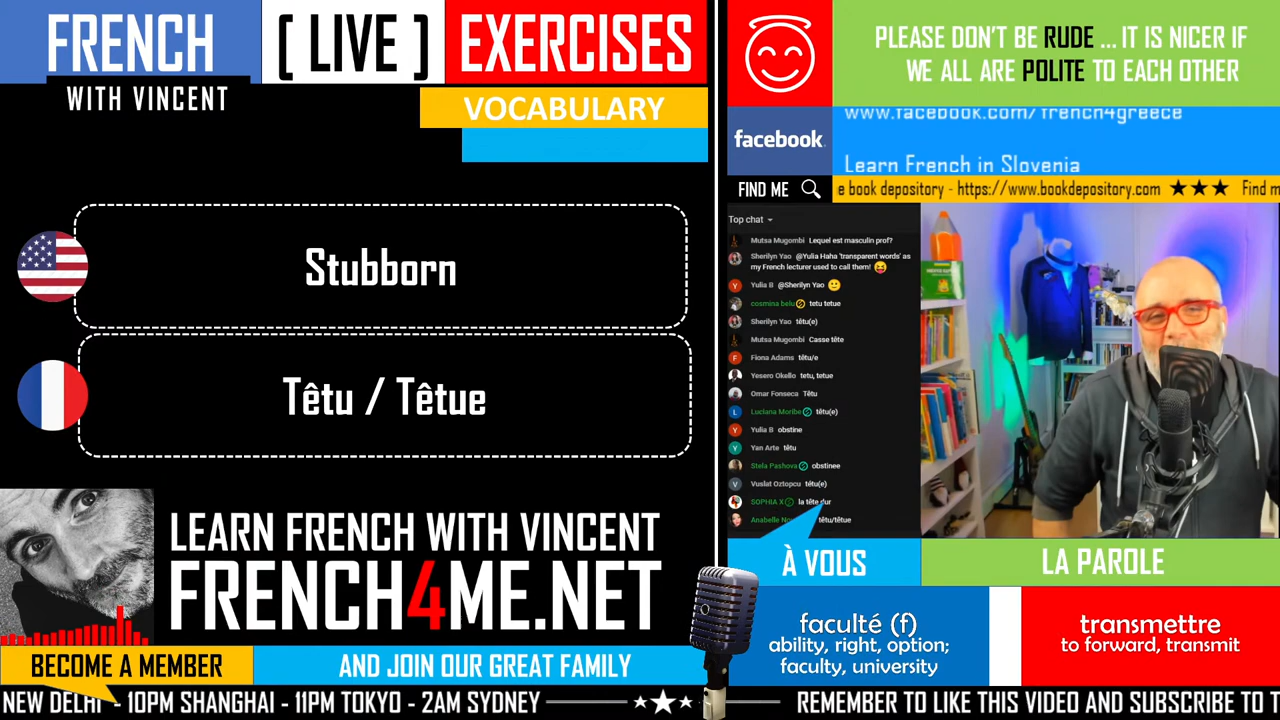 FRENCH
WITH VINCENT
[ LIVE ]
EXERCISES
VOCABULARY
Stubborn
Têtu / Têtue
LEARN FRENCH WITH VINCENT
FRENCH4ME.NET
BECOME A MEMBER
AND JOIN OUR GREAT FAMILY
PLEASE DON'T BE RUDE ... IT IS NICER IF
WE ALL ARE POLITE TO EACH OTHER
facebook
www.facebook.com/french4greece
Learn French in Slovenia
FIND ME
e book depository - https://www.bookdepository.com ★★★ Find m
Top chat
Mutsa Mugombi Lequel est masculin prof?
Sherilyn Yao @Yulia Haha 'transparent words' as
my French lecturer used to call them!
Yulia B @Sherilyn Yao
cosmina belu tetu tetue
Sherilyn Yao têtu(e)
Mutsa Mugombi Casse tête
Fiona Adams têtu/e
Yesero Okello tetu, tetue
Omar Fonseca Têtu
Luciana Moribe têtu(e)
Yulia B obstine
Yan Arte têtu
Stela Pashova obstinee
Vuslat Oztopcu têtu(e)
SOPHIA X la tête dur
Anabelle têtu/têtue
À VOUS
LA PAROLE
faculté (f)
ability, right, option;
faculty, university
transmettre
to forward, transmit
NEW DELHI - 10PM SHANGHAI - 11PM TOKYO - 2AM SYDNEY
REMEMBER TO LIKE THIS VIDEO AND SUBSCRIBE TO T